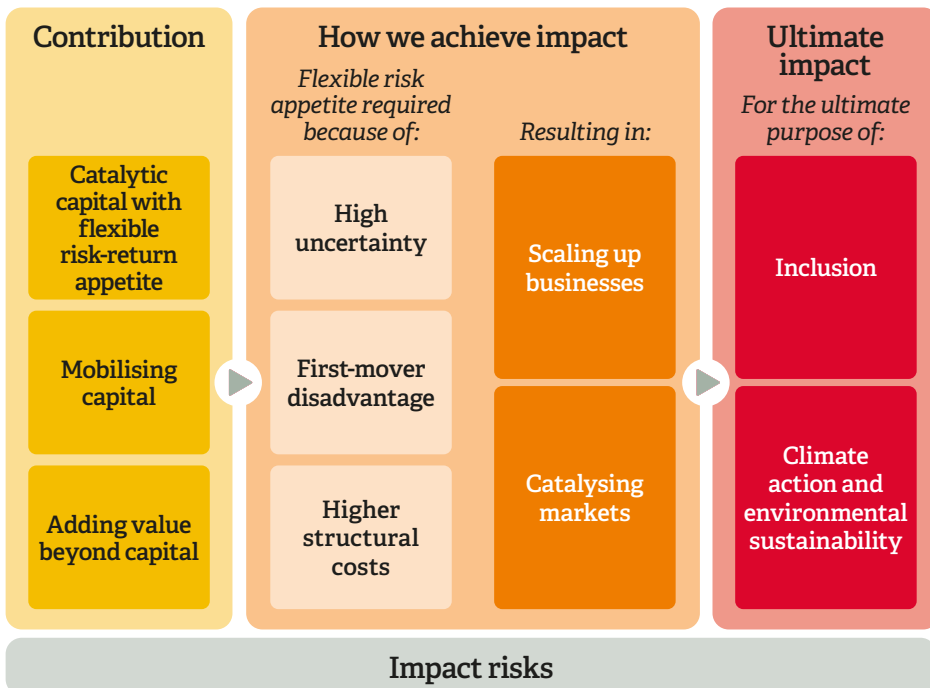 Contribution
Catalytic
capital with
flexible
risk-return
appetite
Mobilising
capital
Adding value
beyond capital
How we achieve impact
Flexible risk
appetite required
because of:
High
uncertainty
First-mover
disadvantage
Higher
structural
costs
Resulting in:
Scaling up
businesses
Catalysing
markets
Ultimate
impact
For the ultimate
purpose of:
Inclusion
Climate
action and
environmental
sustainability
Impact risks